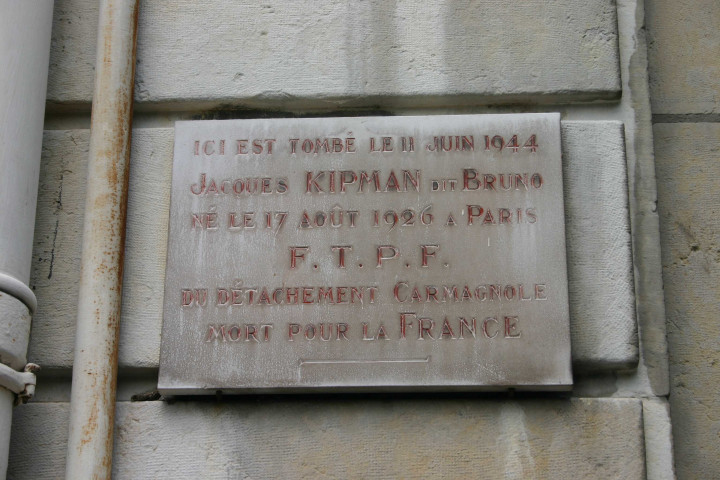 ICI EST TOMBÉ LE 11 JUIN 1944
JACQUES KIPMAN DIT BRUNO
NÉ LE 17 AOÛT 1926 A PARIS
F.T.P.F.
DU DÉTACHEMENT CARMAGNOLE
MORT POUR LA FRANCE